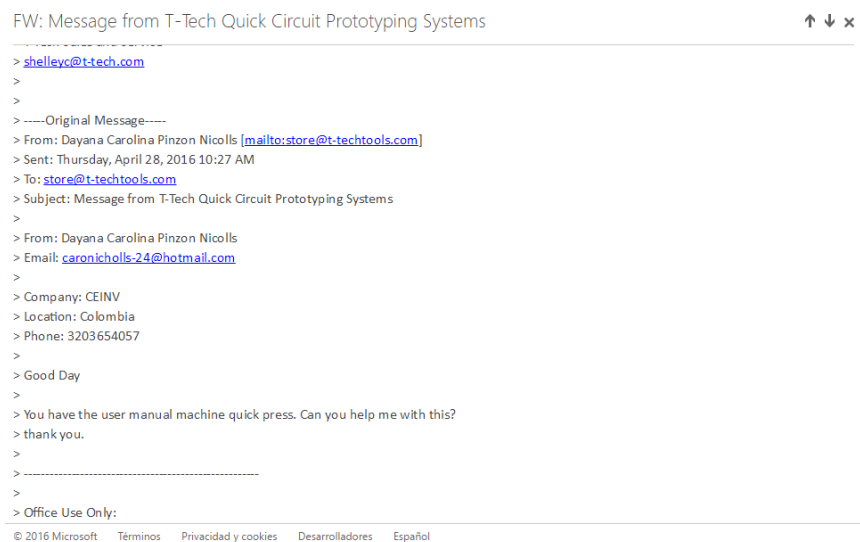 FW: Message from T-Tech Quick Circuit Prototyping Systems
> shelleyc@t-tech.com
>
>
> -----Original Message-----
> From: Dayana Carolina Pinzon Nicolls [mailto:store@t-techtools.com]
> Sent: Thursday, April 28, 2016 10:27 AM
> To: store@t-techtools.com
> Subject: Message from T-Tech Quick Circuit Prototyping Systems
>
> From: Dayana Carolina Pinzon Nicolls
> Email: caronicholls-24@hotmail.com
>
> Company: CEINV
> Location: Colombia
> Phone: 3203654057
>
> Good Day
>
> You have the user manual machine quick press. Can you help me with this?
> thank you.
>
> ------------------------------------------------------
>
> Office Use Only:
© 2016 Microsoft Términos Privacidad y cookies Desarrolladores Español